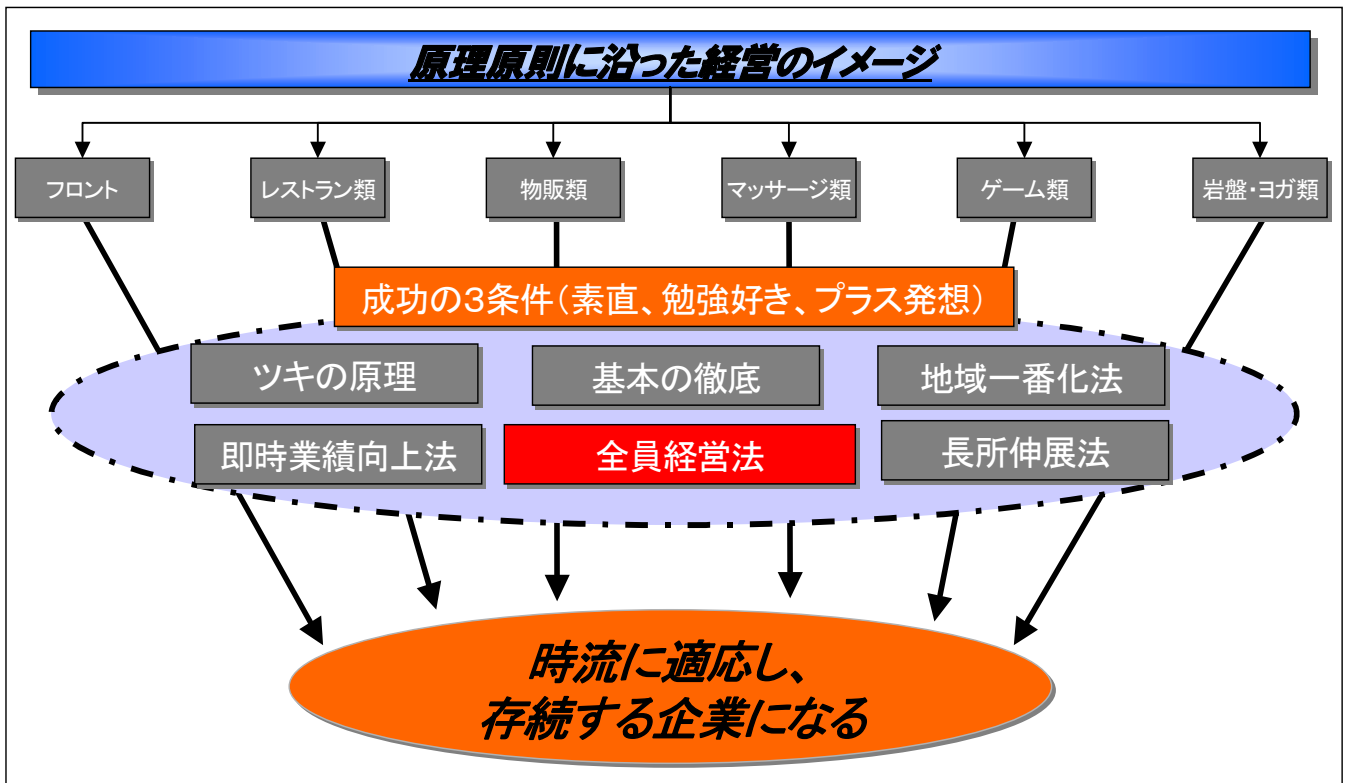 原理原則に沿った経営のイメージ
フロント
レストラン類
物販類
マッサージ類
ゲーム類
岩盤・ヨガ類
成功の３条件（素直、勉強好き、プラス発想）
ツキの原理
基本の徹底
地域一番化法
即時業績向上法
全員経営法
長所伸展法
時流に適応し、
存続する企業になる